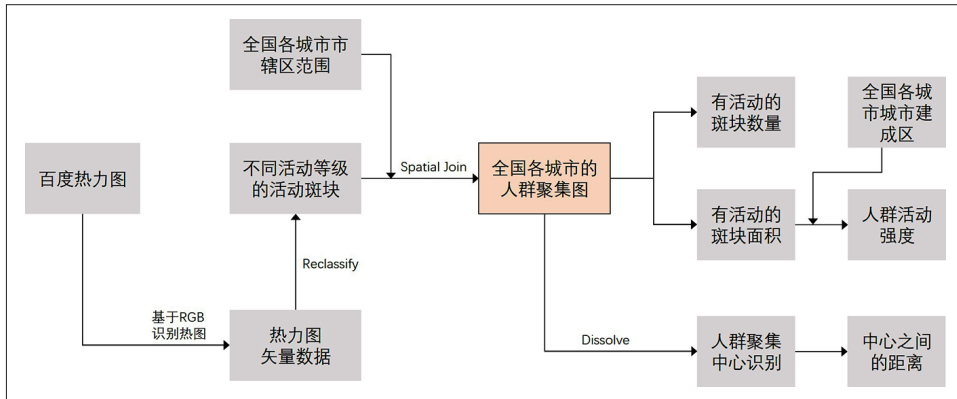 全国各城市市
辖区范围
百度热力图
不同活动等级
的活动斑块
Spatial Join
全国各城市的
人群聚集图
有活动的
斑块数量
全国各城
市城市建
成区
有活动的
斑块面积
人群活动
强度
Reclassify
基于RGB
识别热图
热力图
矢量数据
Dissolve
人群聚集
中心识别
中心之间
的距离